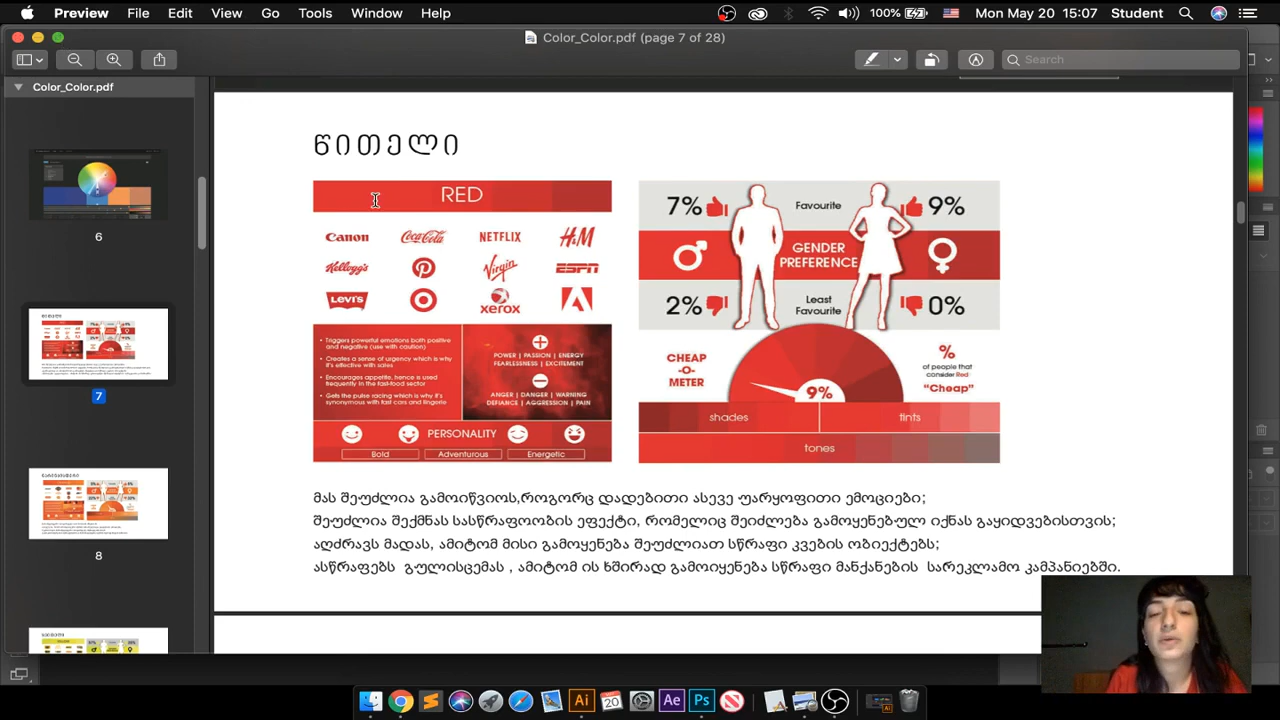 Preview File Edit View Go Tools Window Help 100% Mon May 20 15:07 Student
Color_Color.pdf (page 7 of 28)
Search
Color_Color.pdf
6
7
8
წითელი
RED
Canon Coca-Cola NETFLIX H&M
Kellogg's Virgin ESPN
LEVI'S xerox
• Triggers powerful emotions both positive
and negative (use with caution)
• Creates a sense of urgency which is why
it's effective with sales
• Encourages appetite, hence is used
frequently in the fast-food sector
• Gets the pulse racing which is why it's
synonymous with fast cars and lingerie
POWER | PASSION | ENERGY
FEARLESSNESS | EXCITEMENT
ANGER | DANGER | WARNING
DEFIANCE | AGGRESSION | PAIN
PERSONALITY
Bold Adventurous Energetic
7% Favourite 9%
GENDER
PREFERENCE
2% Least
Favourite 0%
CHEAP
-O-
METER
9%
%
of people that
consider Red
"Cheap"
shades tints
tones
მას შეუძლია გამოიწვიოს,როგორც დადებითი ასევე უარყოფითი ემოციები;
შეუძლია შექმნას სასწრაფოობის ეფექტი, რომელიც შეიძლება გამოყენებულ იქნას გაყიდვებისთვის;
აღძრავს მადას, ამიტომ მისი გამოყენება შეუძლიათ სწრაფი კვების ობიექტებს;
ასწრაფებს გულისცემას , ამიტომ ის ხშირად გამოიყენება სწრაფი მანქანების სარეკლამო კამპანიებში.
Ai 20 Ae Ps